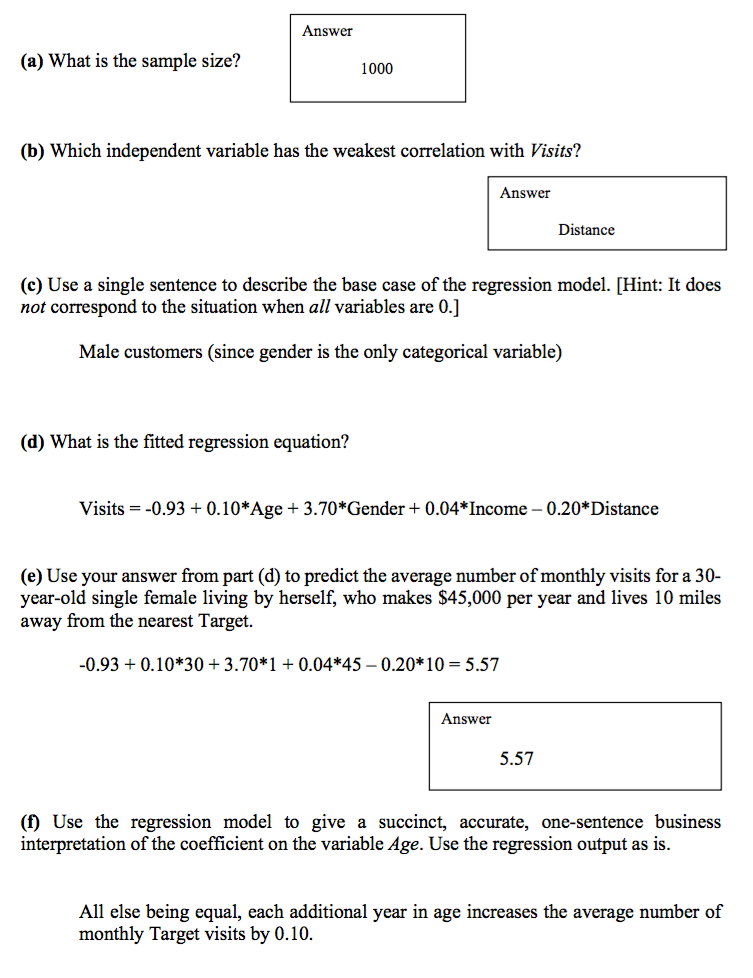 Answer
(a) What is the sample size?
1000
(b) Which independent variable has the weakest correlation with Visits?
Answer
Distance
(c) Use a single sentence to describe the base case of the regression model. [Hint: It does
not correspond to the situation when all variables are 0.]
Male customers (since gender is the only categorical variable)
(d) What is the fitted regression equation?
Visits = -0.93 + 0.10*Age + 3.70*Gender + 0.04*Income – 0.20*Distance
(e) Use your answer from part (d) to predict the average number of monthly visits for a 30-
year-old single female living by herself, who makes $45,000 per year and lives 10 miles
away from the nearest Target.
-0.93 + 0.10*30 + 3.70*1 + 0.04*45 – 0.20*10 = 5.57
Answer
5.57
(f) Use the regression model to give a succinct, accurate, one-sentence business
interpretation of the coefficient on the variable Age. Use the regression output as is.
All else being equal, each additional year in age increases the average number of
monthly Target visits by 0.10.